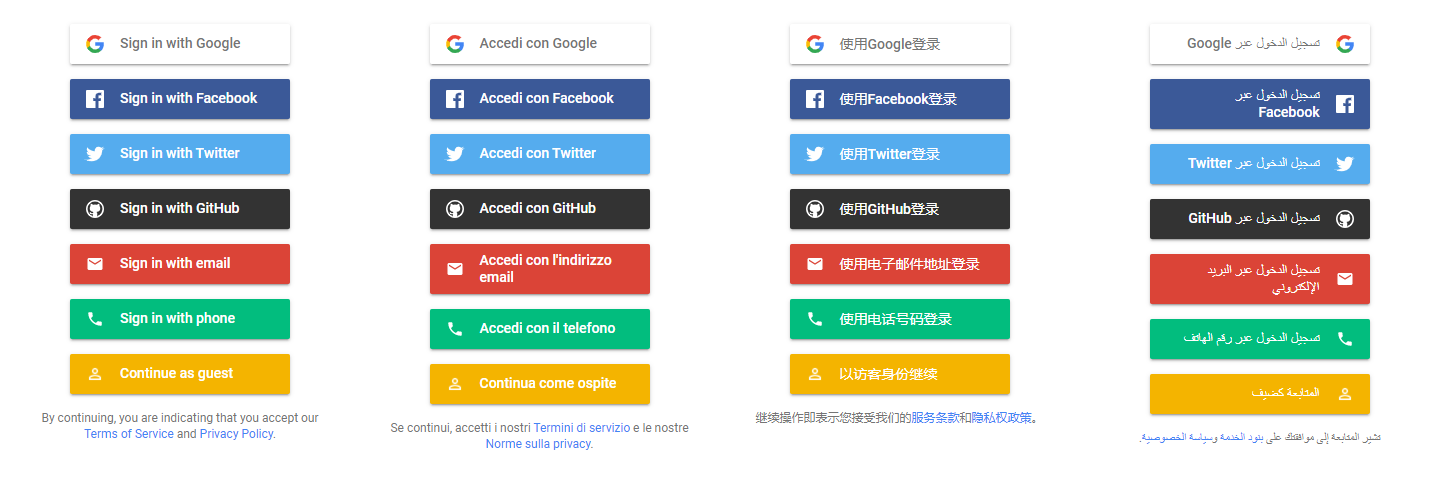 Sign in with Google
Sign in with Facebook
Sign in with Twitter
Sign in with GitHub
Sign in with email
Sign in with phone
Continue as guest
By continuing, you are indicating that you accept our
Terms of Service and Privacy Policy.
Accedi con Google
Accedi con Facebook
Accedi con Twitter
Accedi con GitHub
Accedi con l'indirizzo
email
Accedi con il telefono
Continua come ospite
Se continui, accetti i nostri Termini di servizio e le nostre
Norme sulla privacy.
使用Google登录
使用Facebook登录
使用Twitter登录
使用GitHub登录
使用电子邮件地址登录
使用电话号码登录
以访客身份继续
继续操作即表示您接受我们的服务条款和隐私权政策。
تسجيل الدخول عبر Google
تسجيل الدخول عبر
Facebook
تسجيل الدخول عبر Twitter
تسجيل الدخول عبر GitHub
تسجيل الدخول عبر البريد
الإلكتروني
تسجيل الدخول عبر رقم الهاتف
المتابعة كضيف
تشير المتابعة إلى موافقتك على بنود الخدمة وسياسة الخصوصية.